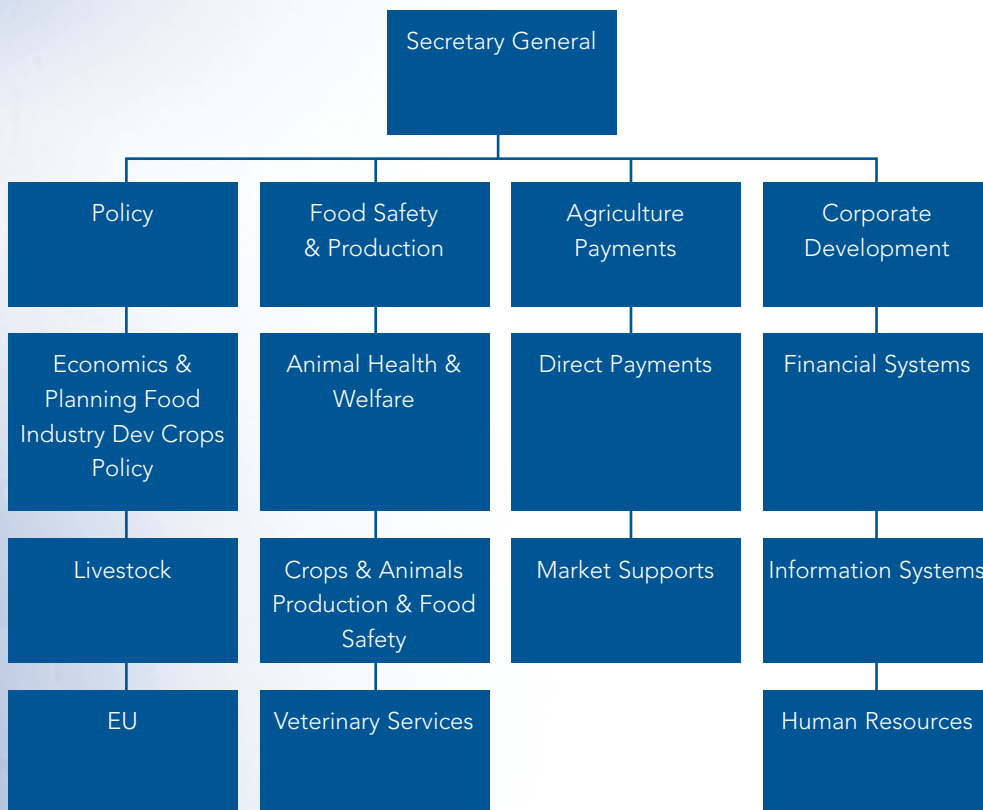 Secretary General
Policy
Food Safety
& Production
Agriculture
Payments
Corporate
Development
Economics &
Planning Food
Industry Dev Crops
Policy
Animal Health &
Welfare
Direct Payments
Financial Systems
Livestock
Crops & Animals
Production & Food
Safety
Market Supports
Information Systems
EU
Veterinary Services
Human Resources